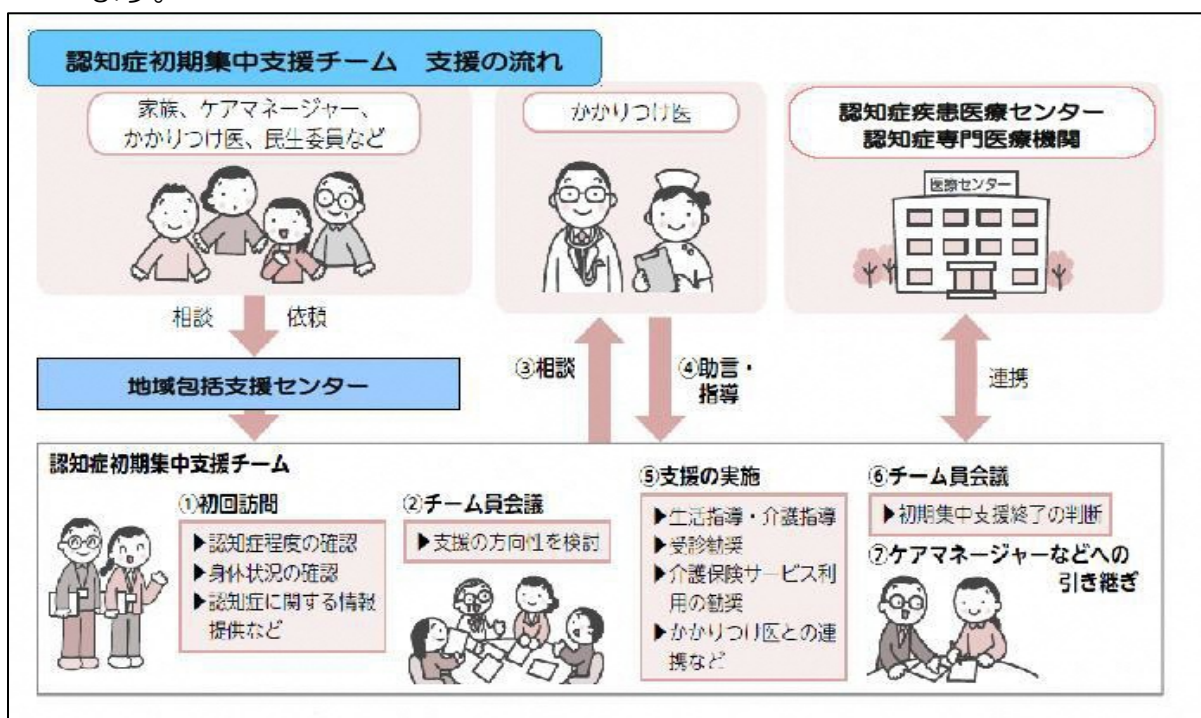 ます。
認知症初期集中支援チーム 支援の流れ
家族、ケアマネージャー、
かかりつけ医、民生委員など
かかりつけ医
認知症疾患医療センター
認知症専門医療機関
医療センター
相談
依頼
③相談
④助言・
指導
連携
地域包括支援センター
認知症初期集中支援チーム
①初回訪問
▶認知症程度の確認
▶身体状況の確認
▶認知症に関する情報
提供など
②チーム員会議
▶支援の方向性を検討
⑤支援の実施
▶生活指導・介護指導
▶受診勧奨
▶介護保険サービス利
用の勧奨
▶かかりつけ医との連
携など
⑥チーム員会議
▶初期集中支援終了の判断
⑦ケアマネージャーなどへの
引き継ぎ